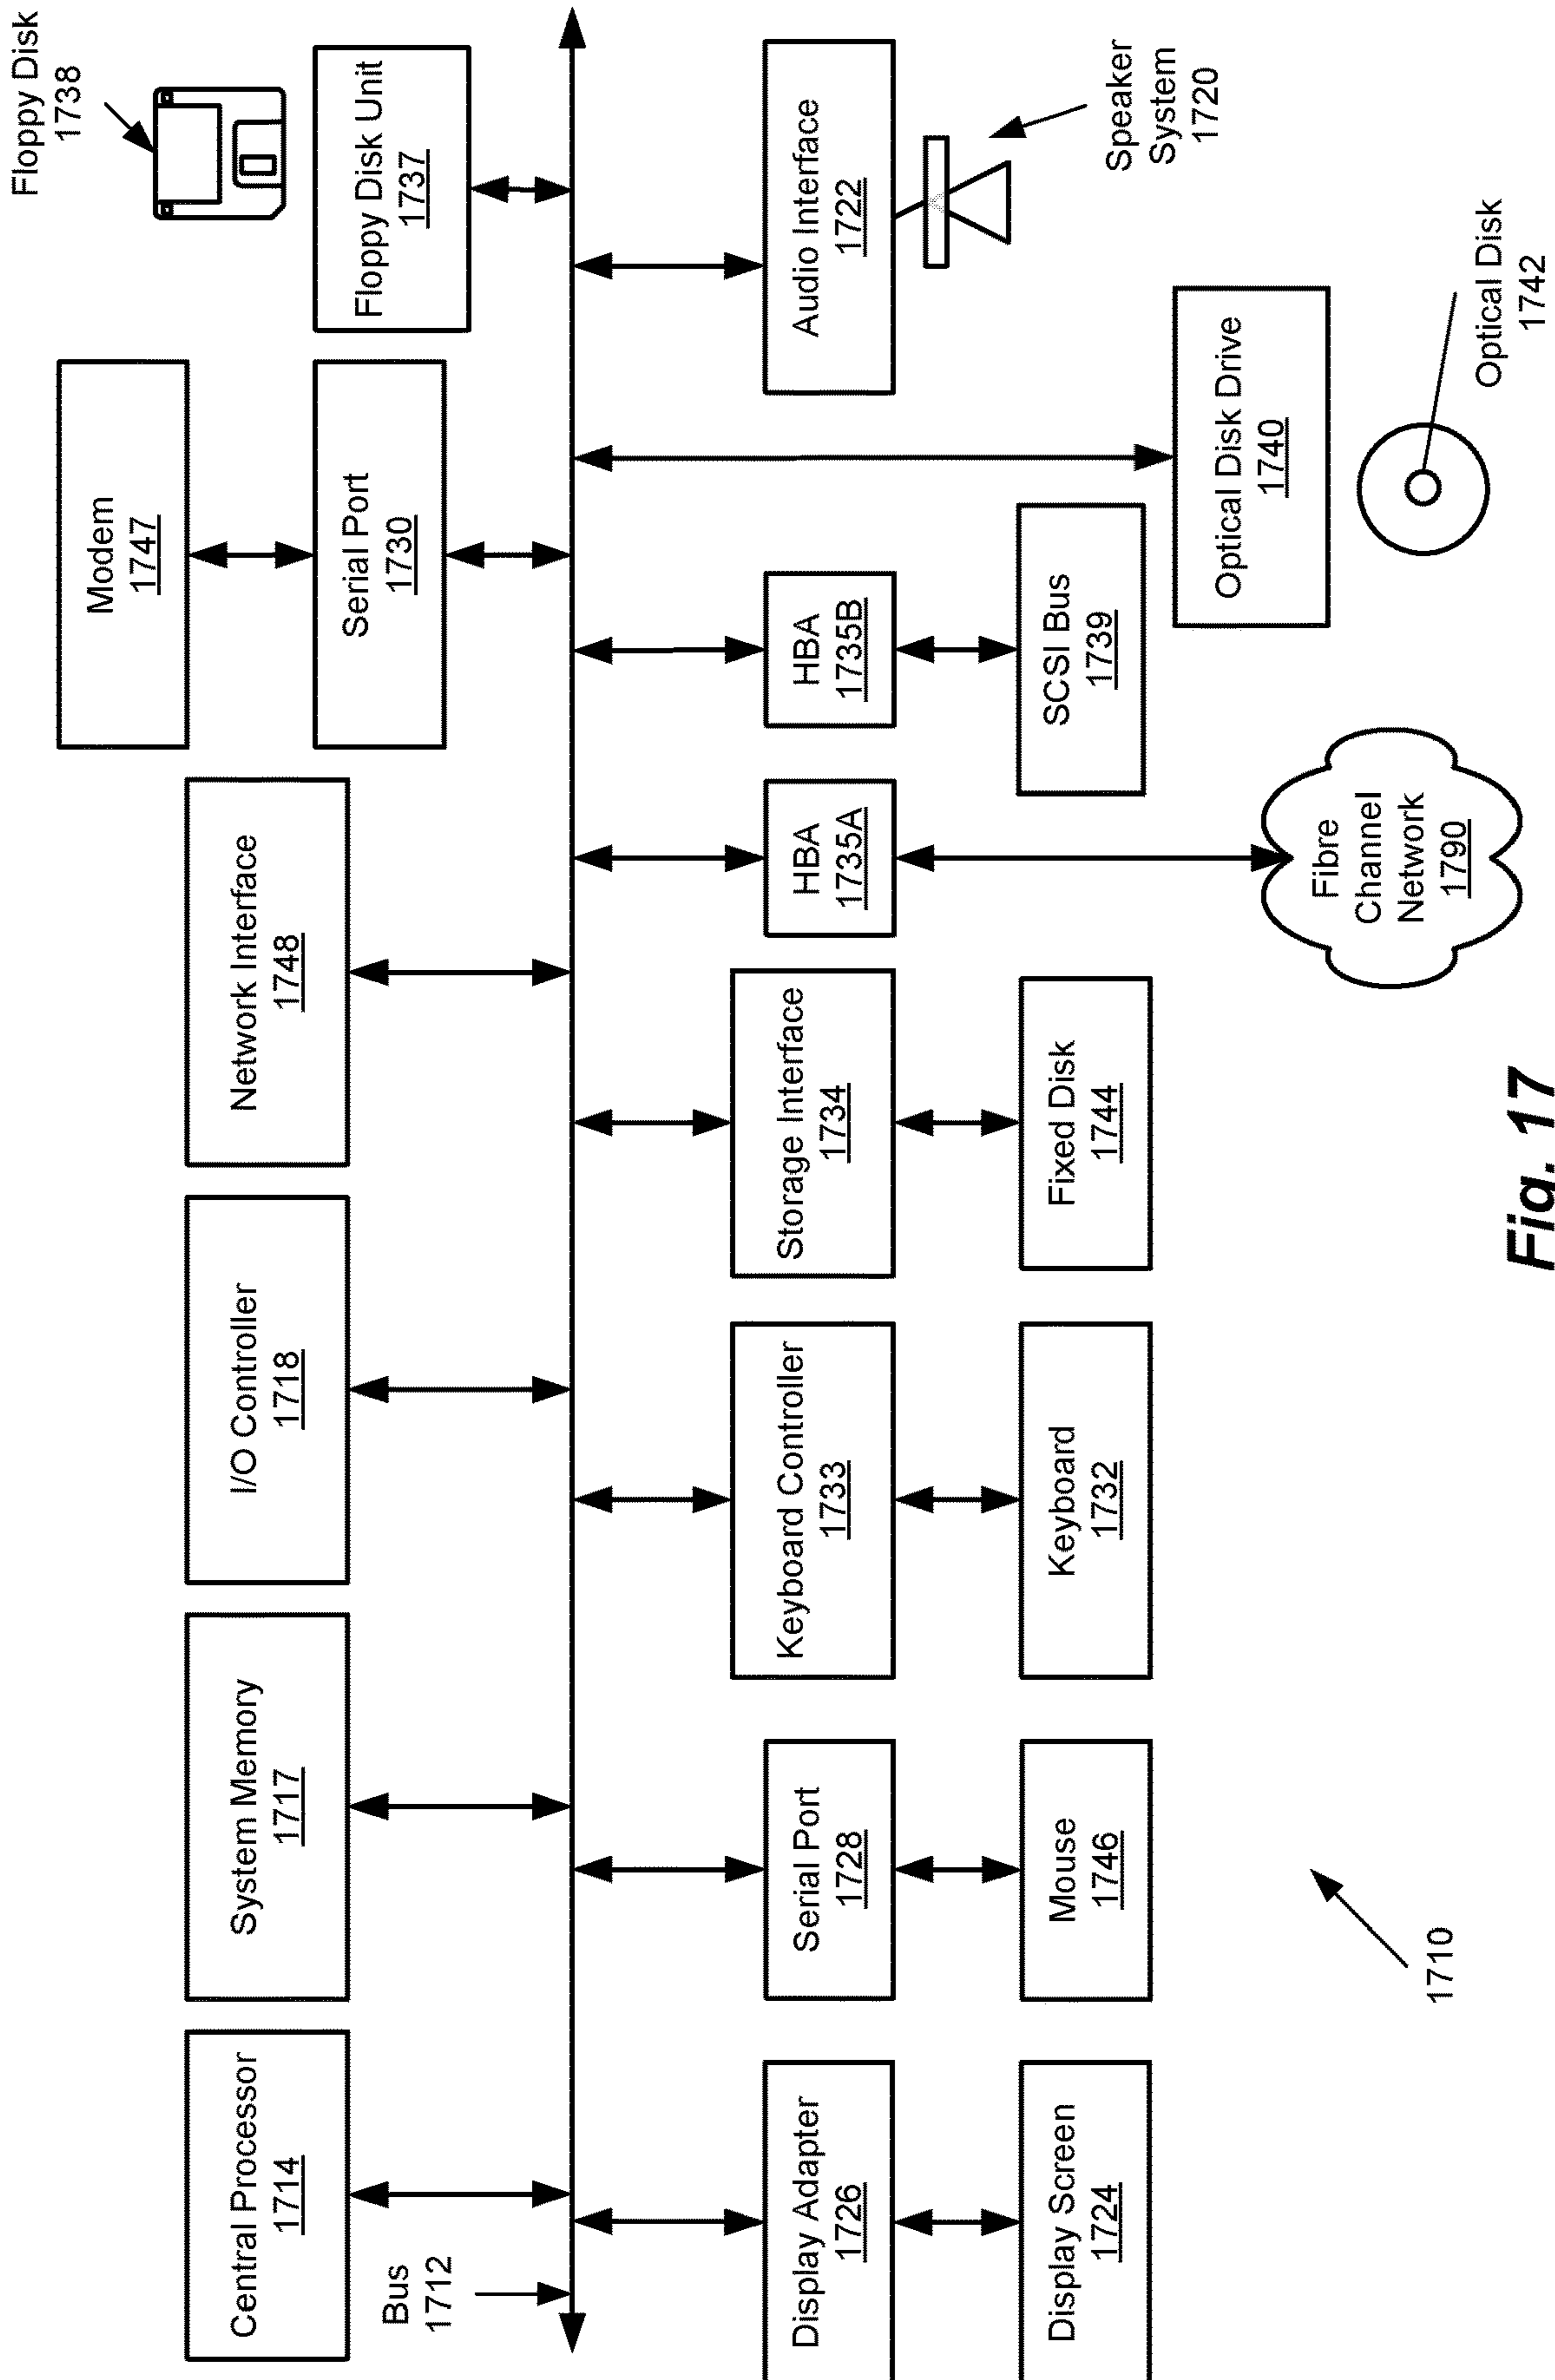 Floppy Disk
1738
Modem
1747
Central Processor
1714
System Memory
1717
I/O Controller
1718
Network Interface
1748
Serial Port
1730
Floppy Disk Unit
1737
Bus
1712
Display Adapter
1726
Serial Port
1728
Keyboard Controller
1733
Storage Interface
1734
HBA
1735A
HBA
1735B
Audio Interface
1722
Display Screen
1724
Mouse
1746
Keyboard
1732
Fixed Disk
1744
SCSI Bus
1739
Speaker
System
1720
Optical Disk Drive
1740
Fibre
Channel
Network
1790
Optical Disk
1742
1710
Fig. 17